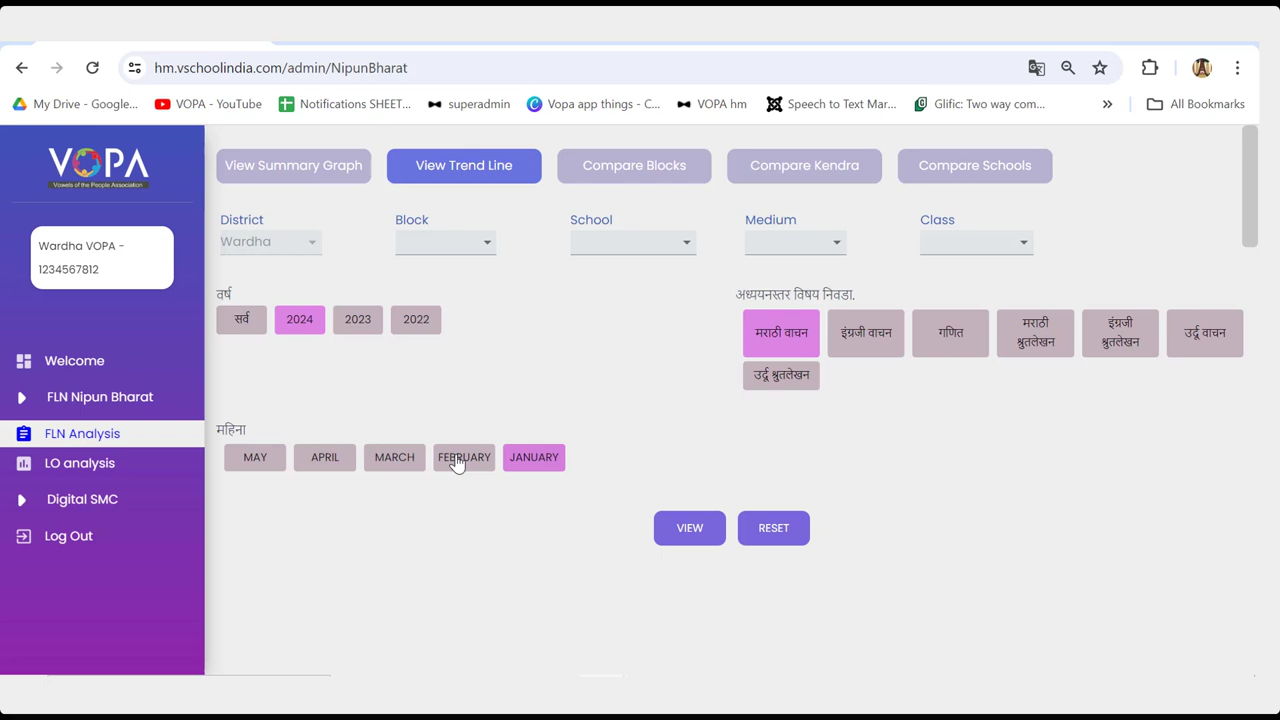 hm.vschoolindia.com/admin/NipunBharat
My Drive - Google... VOPA - YouTube Notifications SHEET... superadmin Vopa app things - C... VOPA hm Speech to Text Mar... Glific: Two way com... » All Bookmarks
VOPA
Vowels of the People Association
Wardha VOPA -
1234567812
Welcome
FLN Nipun Bharat
FLN Analysis
LO analysis
Digital SMC
Log Out
View Summary Graph View Trend Line Compare Blocks Compare Kendra Compare Schools
District Block School Medium Class
Wardha
वर्ष
सर्व 2024 2023 2022
अध्ययनस्तर विषय निवडा.
मराठी वाचन इंग्रजी वाचन गणित मराठी श्रुतलेखन इंग्रजी श्रुतलेखन उर्दू वाचन
उर्दू श्रुतलेखन
महिना
MAY APRIL MARCH FEBRUARY JANUARY
VIEW RESET